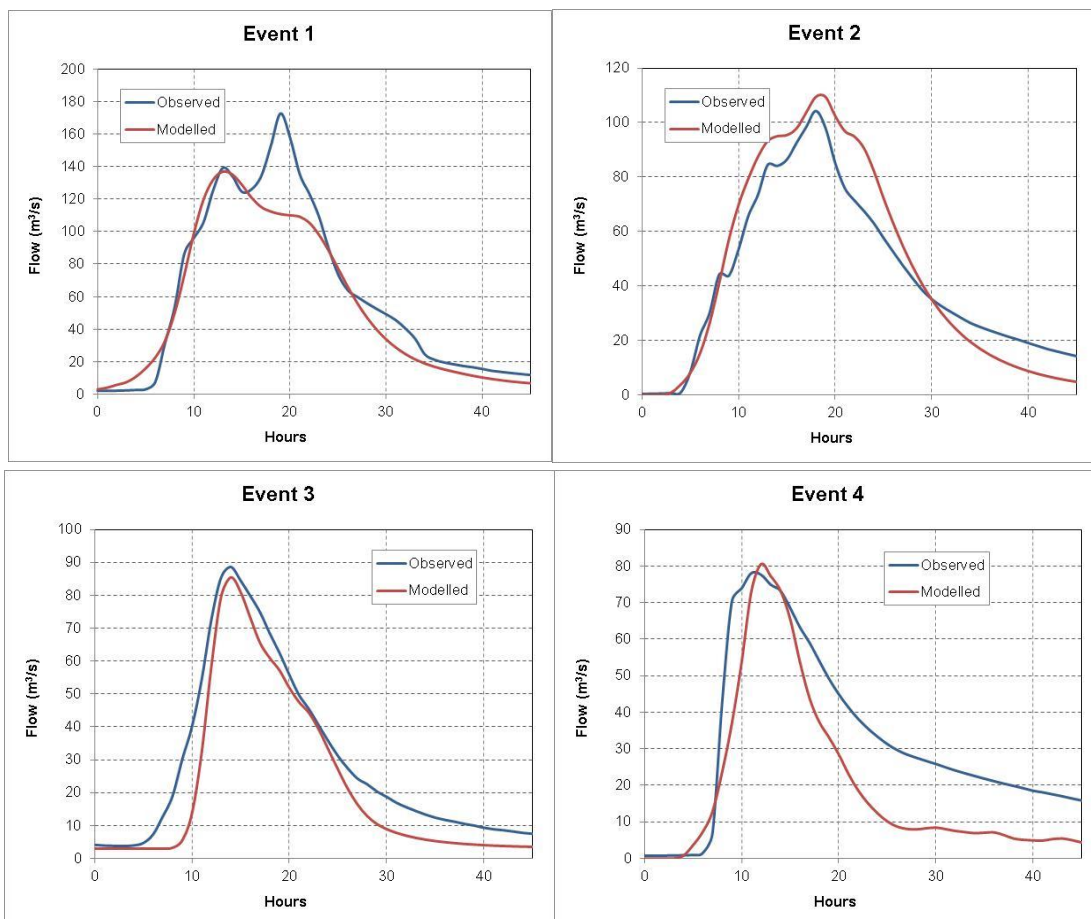 Event 1
200
180
160
140
120
100
80
60
40
20
0
Flow (m³/s)
Observed
Modelled
0 10 20 30 40
Hours
Event 2
120
100
80
60
40
20
0
Flow (m³/s)
Observed
Modelled
0 10 20 30 40
Hours
Event 3
100
90
80
70
60
50
40
30
20
10
0
Flow (m³/s)
Observed
Modelled
0 10 20 30 40
Hours
Event 4
90
80
70
60
50
40
30
20
10
0
Flow (m³/s)
Observed
Modelled
0 10 20 30 40
Hours